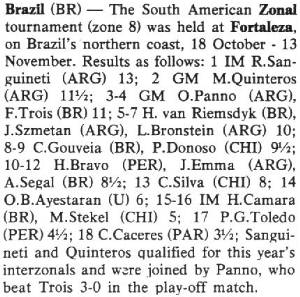 Brazil (BR) — The South American Zonal
tournament (zone 8) was held at Fortaleza,
on Brazil's northern coast, 18 October - 13
November. Results as follows: 1 IM R.San-
guineti (ARG) 13; 2 GM M.Quinteros
(ARG) 11½; 3-4 GM O.Panno (ARG),
F.Trois (BR) 11; 5-7 H. van Riemsdyk (BR),
J.Szmetan (ARG), L.Bronstein (ARG) 10;
8-9 C.Gouveia (BR), P.Donoso (CHI) 9½;
10-12 H.Bravo (PER), J.Emma (ARG),
A.Segal (BR) 8½; 13 C.Silva (CHI) 8; 14
O.B.Ayestaran (U) 6; 15-16 IM H.Camara
(BR), M.Stekel (CHI) 5; 17 P.G.Toledo
(PER) 4½; 18 C.Caceres (PAR) 3½; Sangui-
neti and Quinteros qualified for this year's
interzonals and were joined by Panno, who
beat Trois 3-0 in the play-off match.